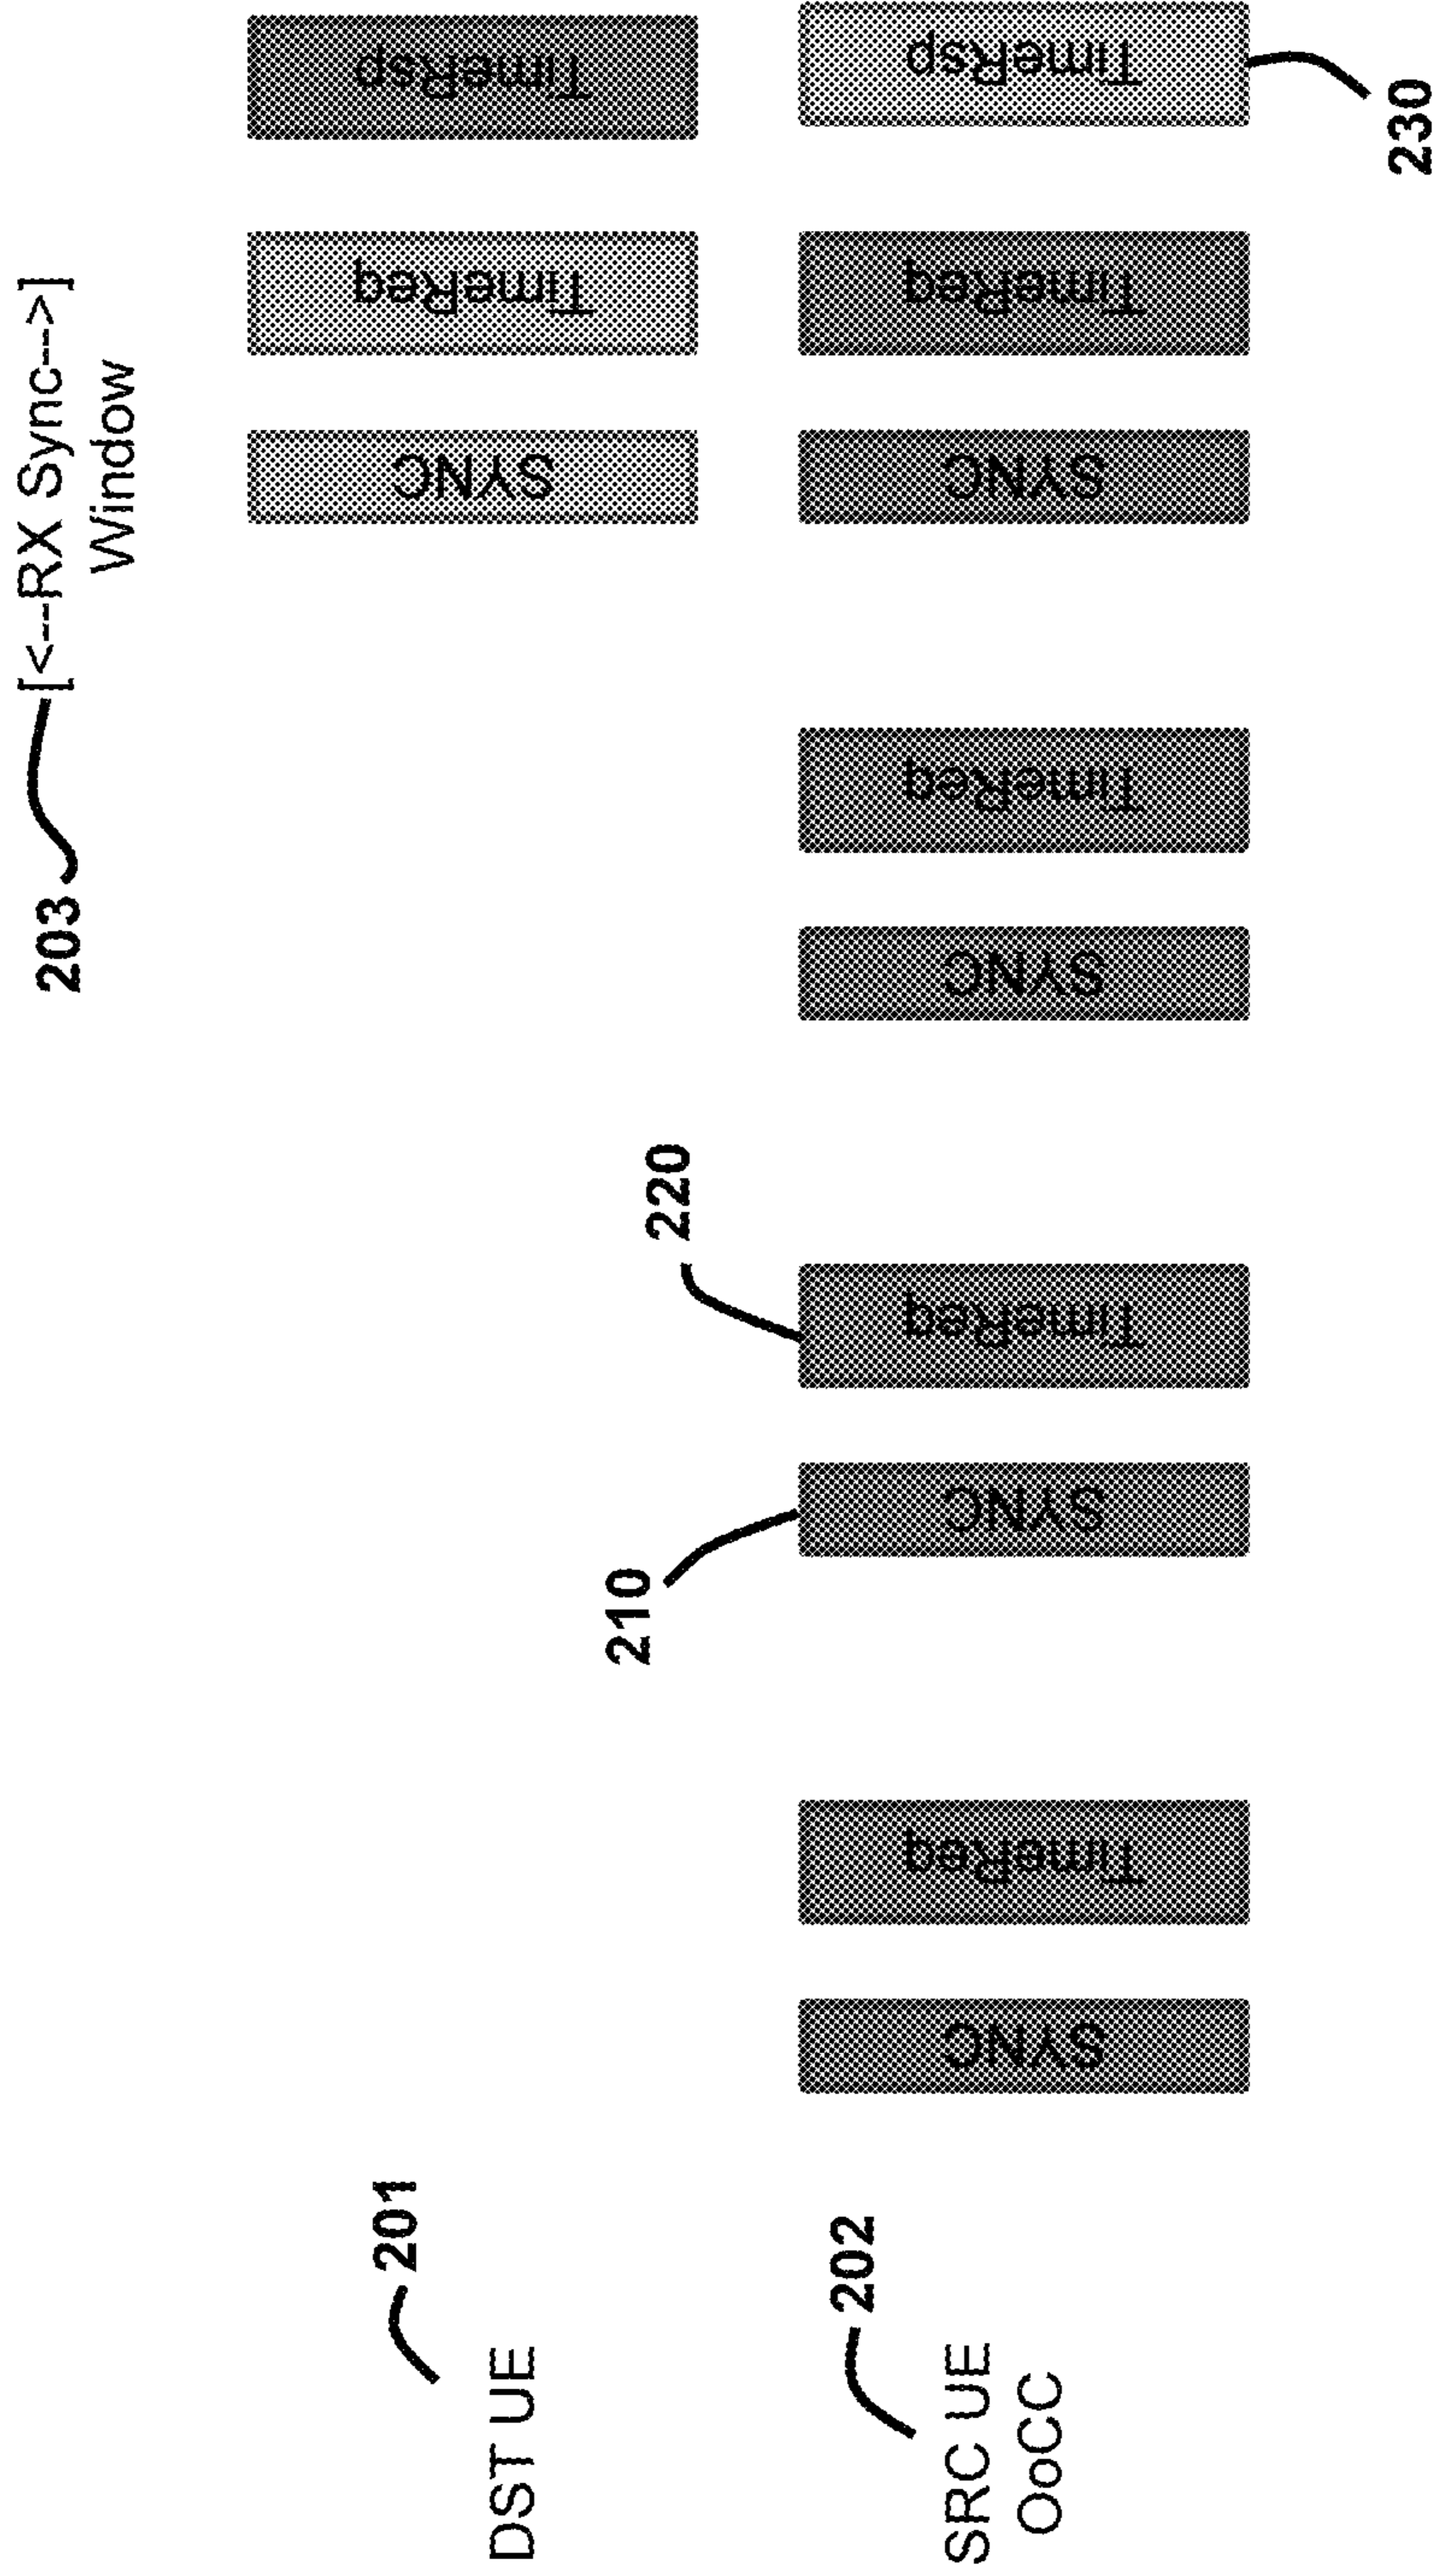 203 [<---RX Sync--->]
Window
201
DST UE
SYNC
TimeReq
TimeRsp
210
220
202
SRC UE
OoCC
SYNC
TimeReq
SYNC
TimeReq
SYNC
TimeReq
SYNC
TimeReq
TimeRsp
230